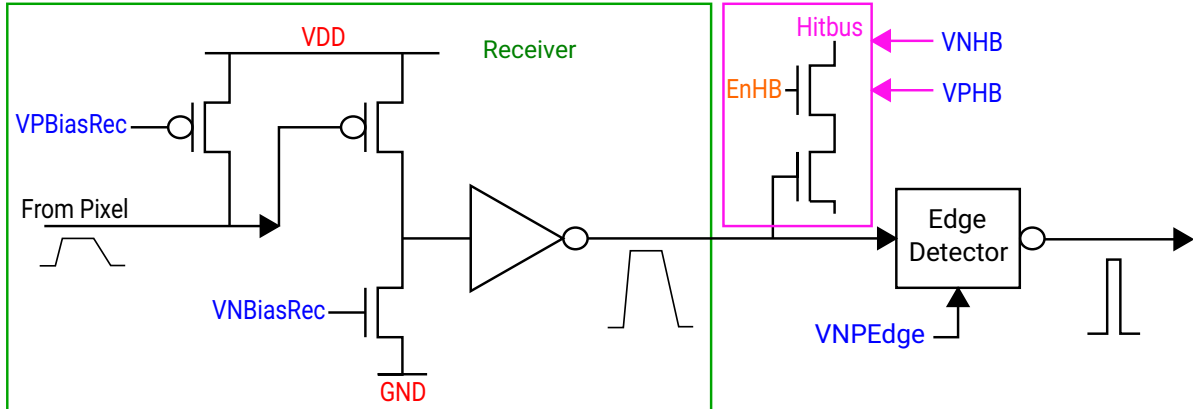 VDD
Receiver
Hitbus
VNHB
EnHB
VPHB
VPBiasRec
From Pixel
Edge
Detector
VNBiasRec
VNPEdge
GND